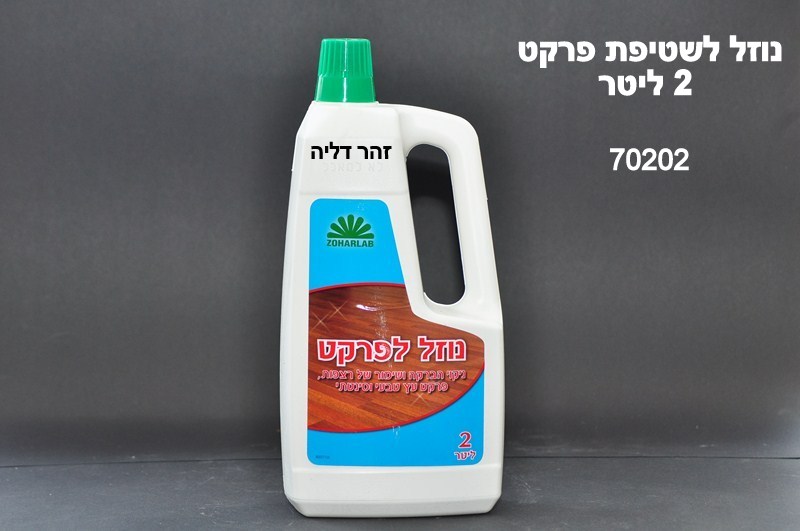 נוזל לשטיפת פרקט
2 ליטר
70202
זהר דליה
ZOHARLAB
נוזל לפרקט
ניקוי הברקה ושימור של רצפות,
פרקט עץ טבעי וסינטטי
2
ליטר